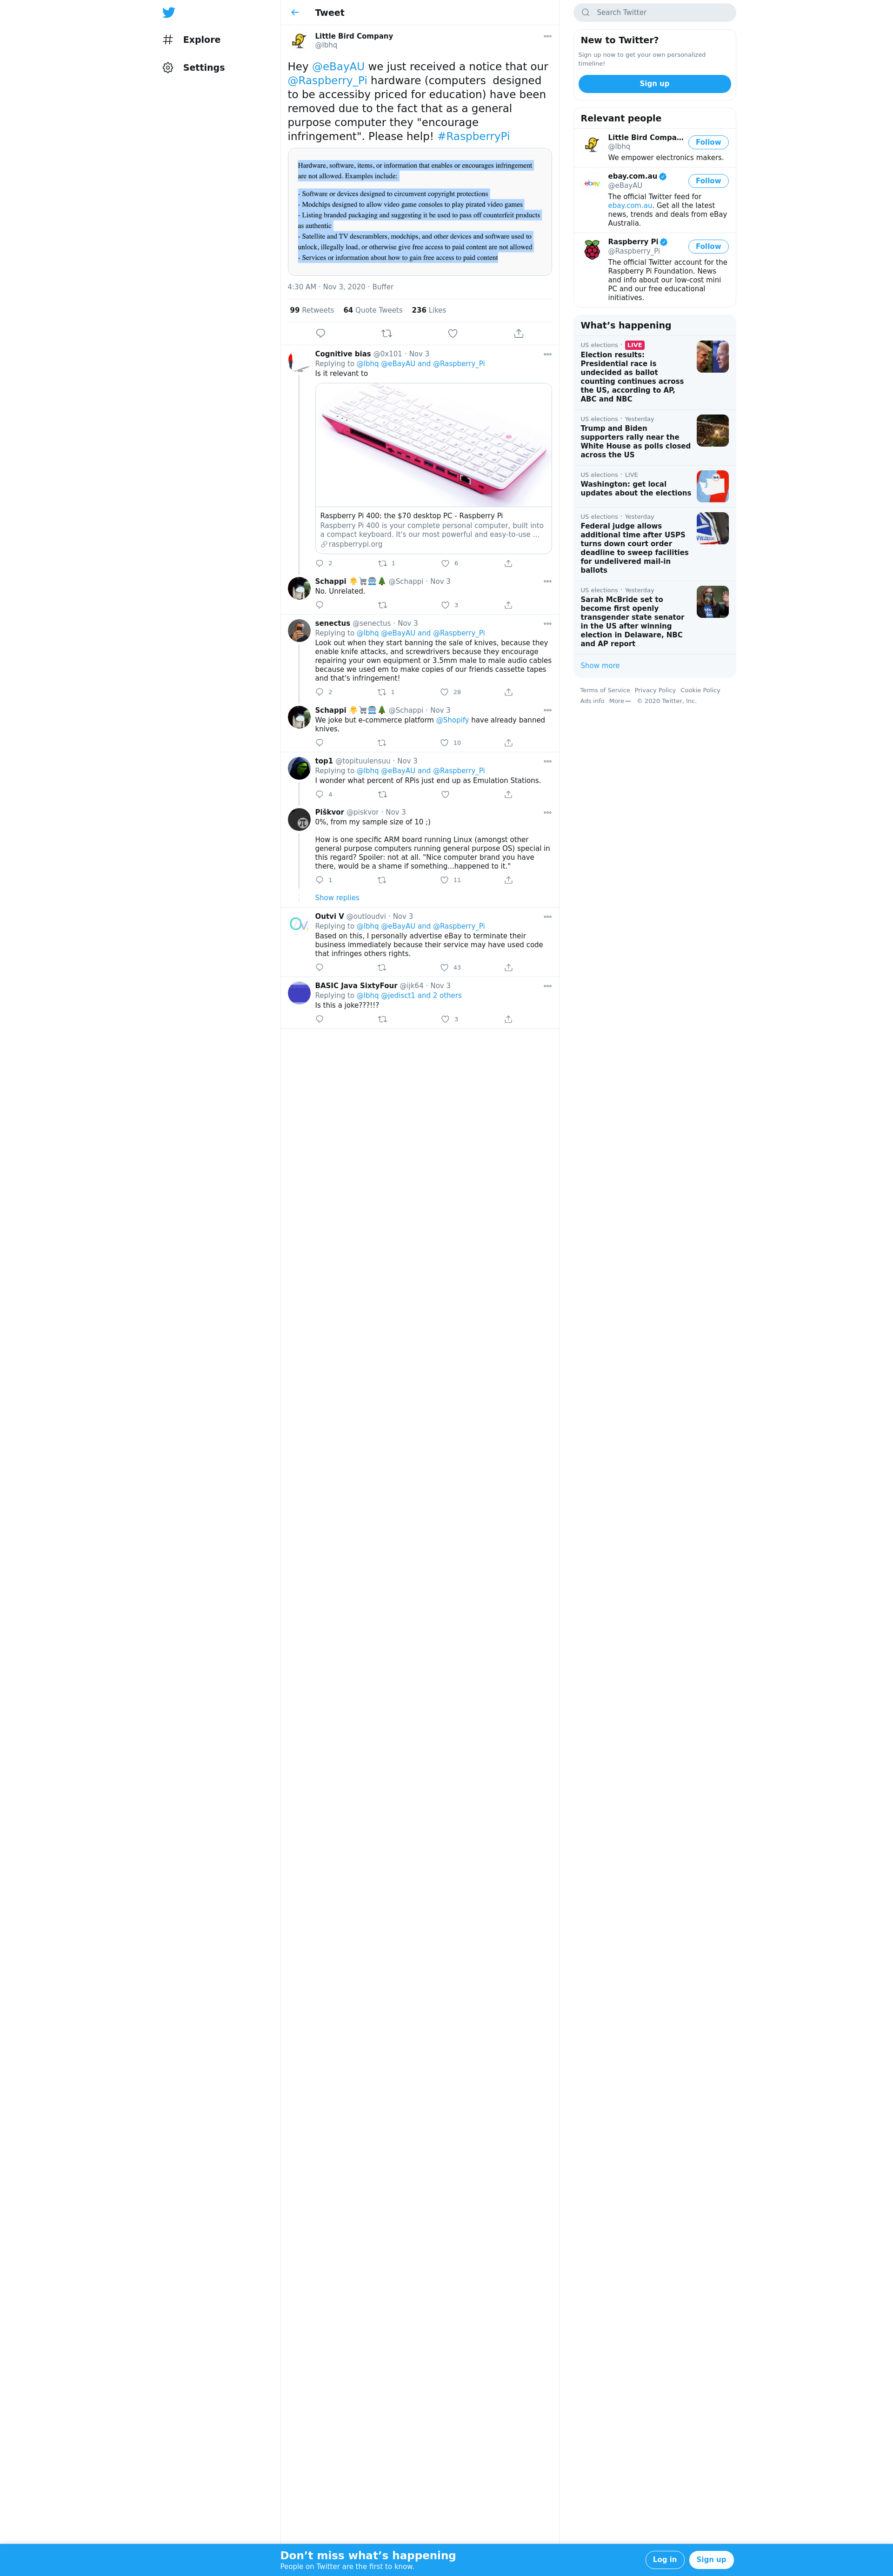 Explore
Settings
Tweet
Little Bird Company
@lbhq
Hey @eBayAU we just received a notice that our
@Raspberry_Pi hardware (computers  designed
to be accessiby priced for education) have been
removed due to the fact that as a general
purpose computer they "encourage
infringement". Please help! #RaspberryPi
Hardware, software, items, or information that enables or encourages infringement
are not allowed. Examples include:
- Software or devices designed to circumvent copyright protections
- Modchips designed to allow video game consoles to play pirated video games
- Listing branded packaging and suggesting it be used to pass off counterfeit products
as authentic
- Satellite and TV descramblers, modchips, and other devices and software used to
unlock, illegally load, or otherwise give free access to paid content are not allowed
- Services or information about how to gain free access to paid content
4:30 AM · Nov 3, 2020 · Buffer
99 Retweets 64 Quote Tweets 236 Likes
Cognitive bias @0x101 · Nov 3
Replying to @lbhq @eBayAU and @Raspberry_Pi
Is it relevant to
Raspberry Pi 400: the $70 desktop PC - Raspberry Pi
Raspberry Pi 400 is your complete personal computer, built into
a compact keyboard. It's our most powerful and easy-to-use ...
raspberrypi.org
2 1 6
Schappi @Schappi · Nov 3
No. Unrelated.
3
senectus @senectus · Nov 3
Replying to @lbhq @eBayAU and @Raspberry_Pi
Look out when they start banning the sale of knives, because they
enable knife attacks, and screwdrivers because they encourage
repairing your own equipment or 3.5mm male to male audio cables
because we used em to make copies of our friends cassette tapes
and that's infringement!
2 1 28
Schappi @Schappi · Nov 3
We joke but e-commerce platform @Shopify have already banned
knives.
10
top1 @topituulensuu · Nov 3
Replying to @lbhq @eBayAU and @Raspberry_Pi
I wonder what percent of RPis just end up as Emulation Stations.
4
Piškvor @piskvor · Nov 3
0%, from my sample size of 10 ;)
How is one specific ARM board running Linux (amongst other
general purpose computers running general purpose OS) special in
this regard? Spoiler: not at all. "Nice computer brand you have
there, would be a shame if something...happened to it."
1 11
Show replies
Outvi V @outloudvi · Nov 3
Replying to @lbhq @eBayAU and @Raspberry_Pi
Based on this, I personally advertise eBay to terminate their
business immediately because their service may have used code
that infringes others rights.
43
BASIC Java SixtyFour @ijk64 · Nov 3
Replying to @lbhq @jedisct1 and 2 others
Is this a joke???!!?
3
Search Twitter
New to Twitter?
Sign up now to get your own personalized
timeline!
Sign up
Relevant people
Little Bird Compa...
@lbhq
Follow
We empower electronics makers.
ebay
ebay.com.au
@eBayAU
Follow
The official Twitter feed for
ebay.com.au. Get all the latest
news, trends and deals from eBay
Australia.
Raspberry Pi
@Raspberry_Pi
Follow
The official Twitter account for the
Raspberry Pi Foundation. News
and info about our low-cost mini
PC and our free educational
initiatives.
What's happening
US elections · LIVE
Election results:
Presidential race is
undecided as ballot
counting continues across
the US, according to AP,
ABC and NBC
US elections · Yesterday
Trump and Biden
supporters rally near the
White House as polls closed
across the US
US elections · LIVE
Washington: get local
updates about the elections
US elections · Yesterday
Federal judge allows
additional time after USPS
turns down court order
deadline to sweep facilities
for undelivered mail-in
ballots
US elections · Yesterday
Sarah McBride set to
become first openly
transgender state senator
in the US after winning
election in Delaware, NBC
and AP report
Show more
Terms of Service Privacy Policy Cookie Policy
Ads info More © 2020 Twitter, Inc.
Don't miss what's happening
People on Twitter are the first to know.
Log in
Sign up